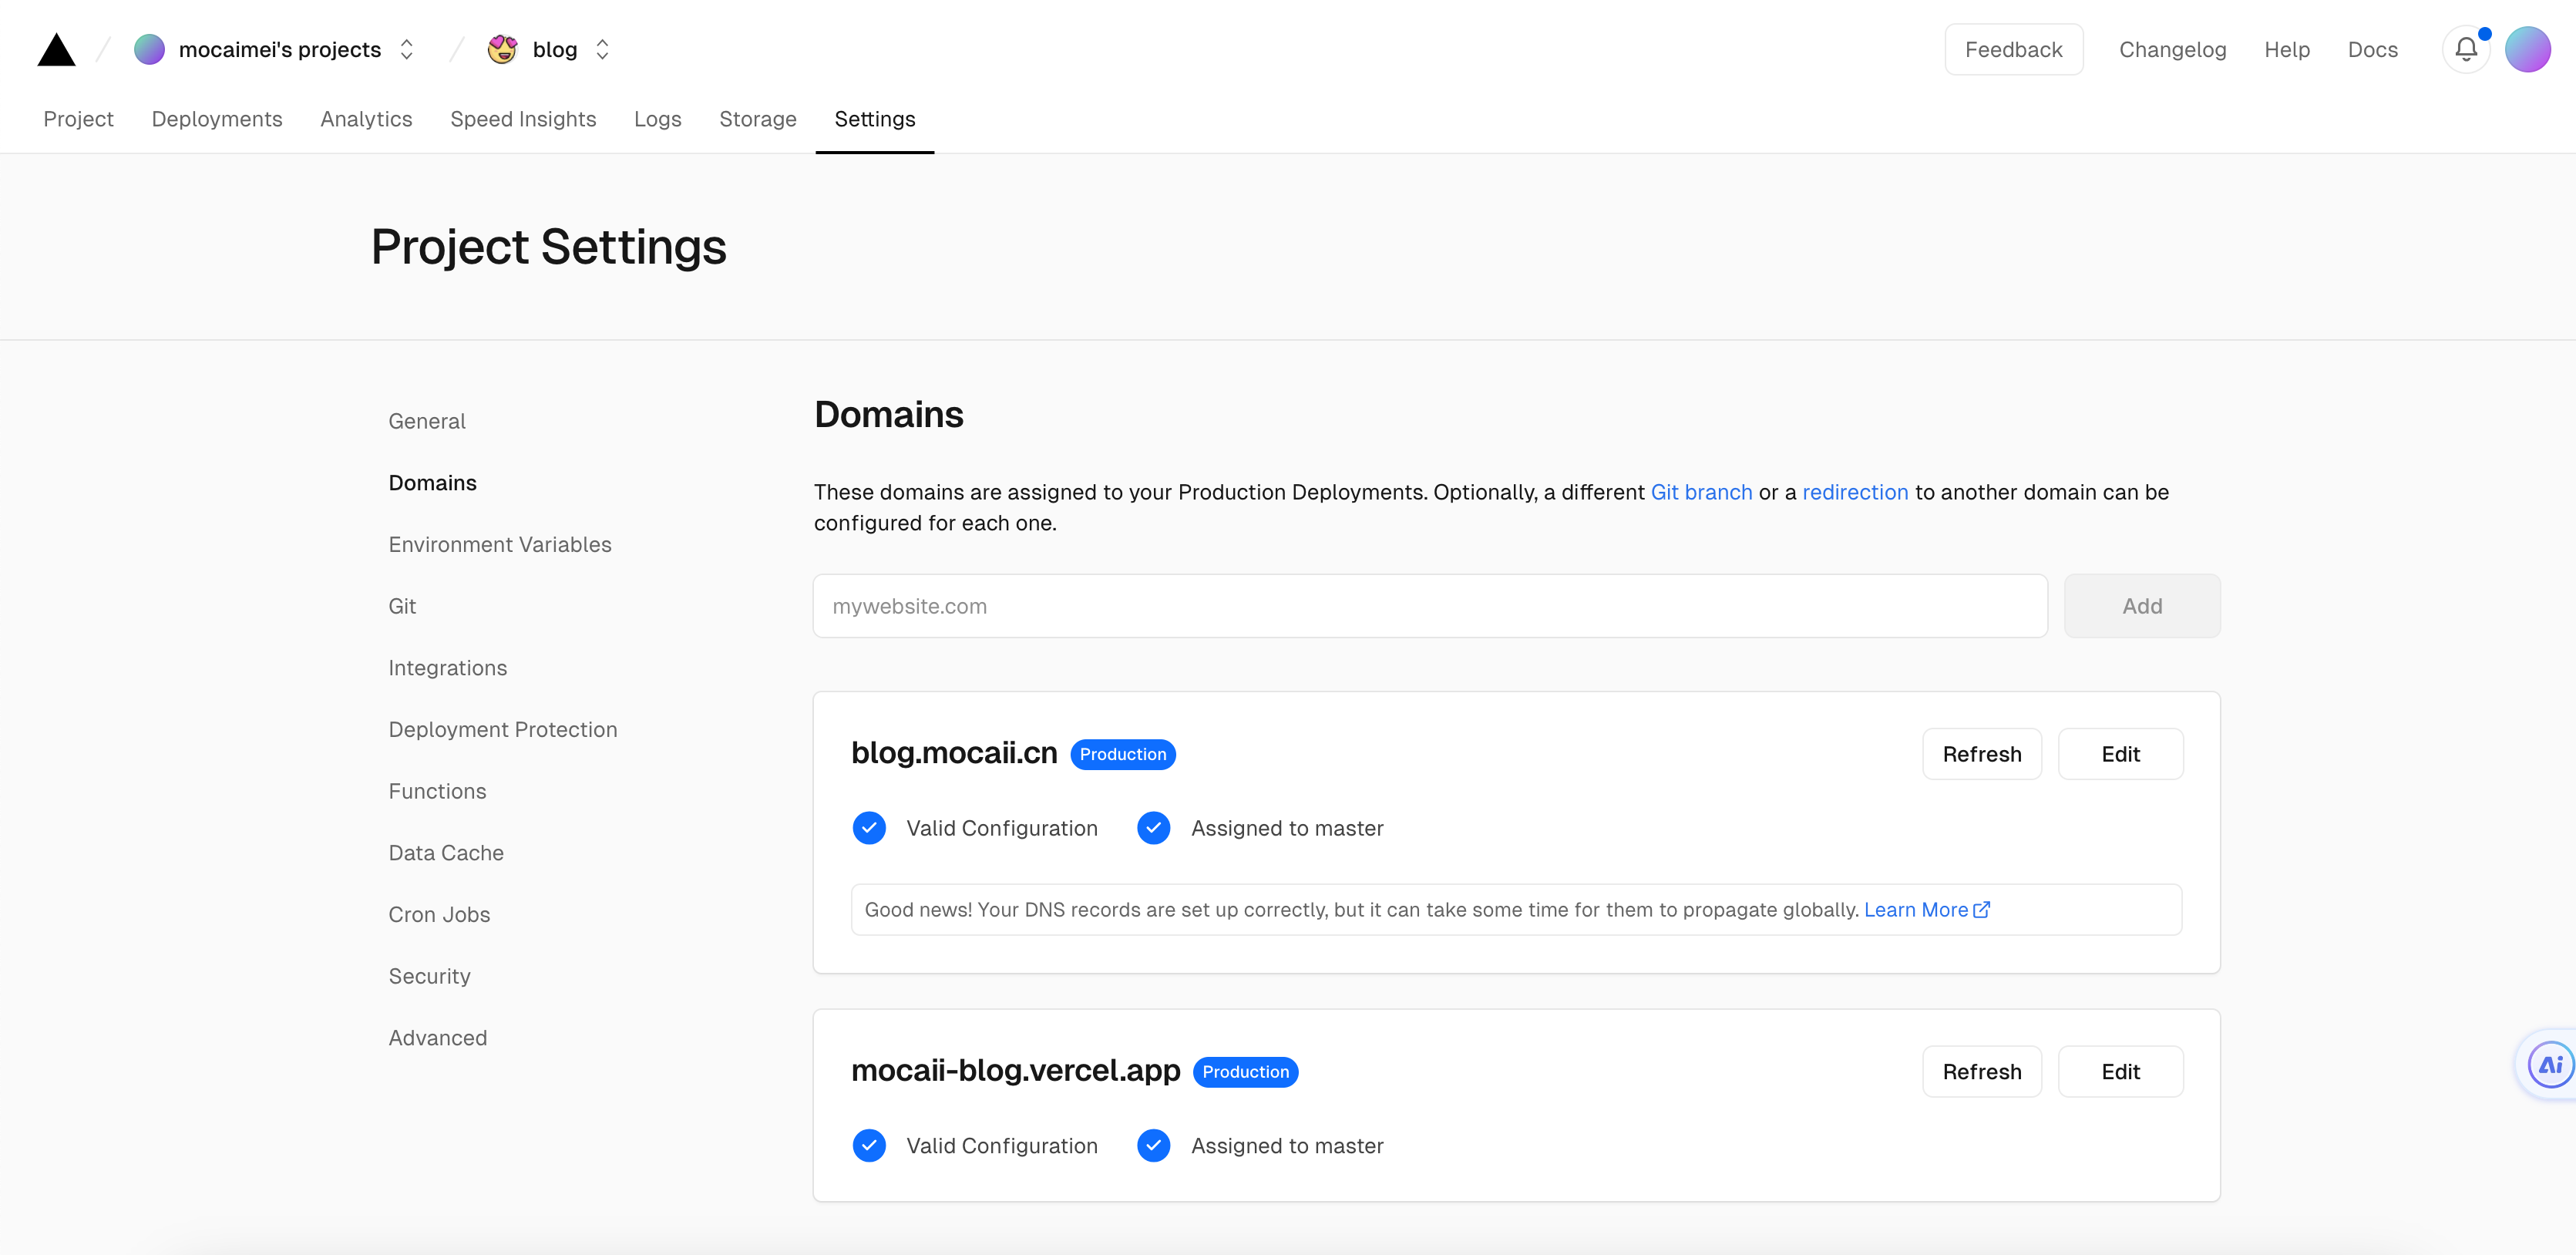 mocaimei's projects
blog
Feedback
Changelog
Help
Docs
Project
Deployments
Analytics
Speed Insights
Logs
Storage
Settings
Project Settings
General
Domains
Environment Variables
Git
Integrations
Deployment Protection
Functions
Data Cache
Cron Jobs
Security
Advanced
Domains
These domains are assigned to your Production Deployments. Optionally, a different Git branch or a redirection to another domain can be
configured for each one.
mywebsite.com
Add
blog.mocaii.cn
Production
Refresh
Edit
Valid Configuration
Assigned to master
Good news! Your DNS records are set up correctly, but it can take some time for them to propagate globally. Learn More
mocaii-blog.vercel.app
Production
Refresh
Edit
Valid Configuration
Assigned to master
Ai